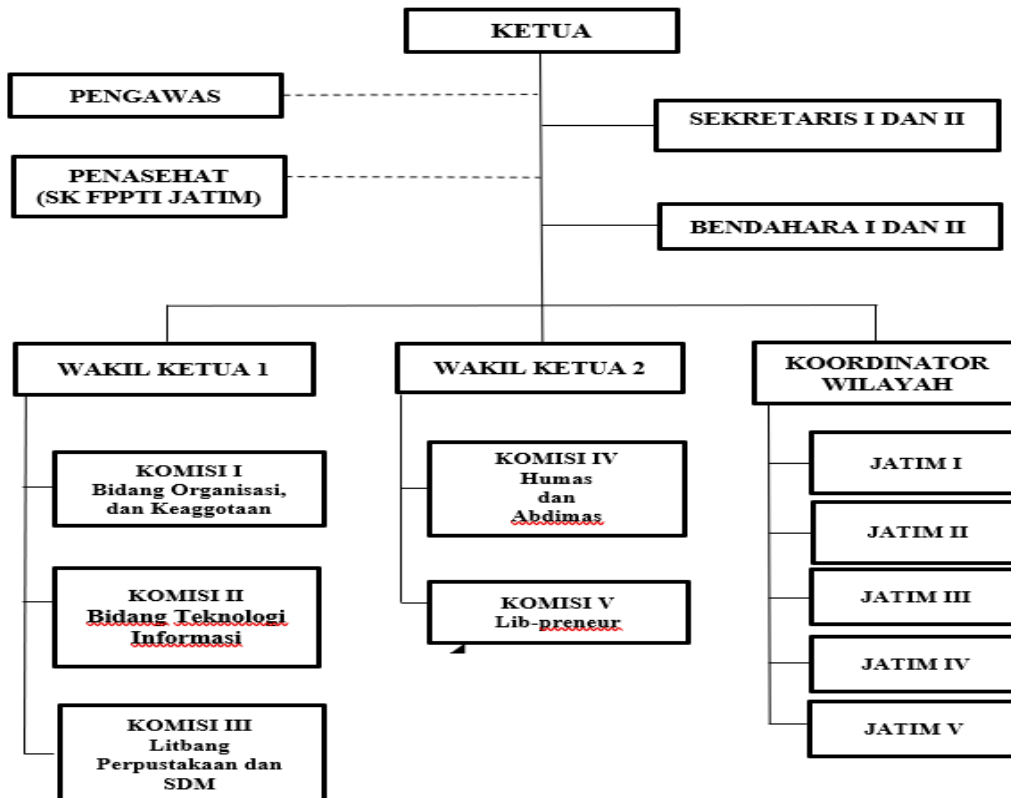 KETUA
PENGAWAS
SEKRETARIS I DAN II
PENASEHAT
(SK FPPTI JATIM)
BENDAHARA I DAN II
WAKIL KETUA 1
KOMISI I
Bidang Organisasi,
dan Keaggotaan
KOMISI II
Bidang Teknologi
Informasi
KOMISI III
Litbang
Perpustakaan dan
SDM
WAKIL KETUA 2
KOMISI IV
Humas
dan
Abdimas
KOMISI V
Lib-preneur
KOORDINATOR
WILAYAH
JATIM I
JATIM II
JATIM III
JATIM IV
JATIM V